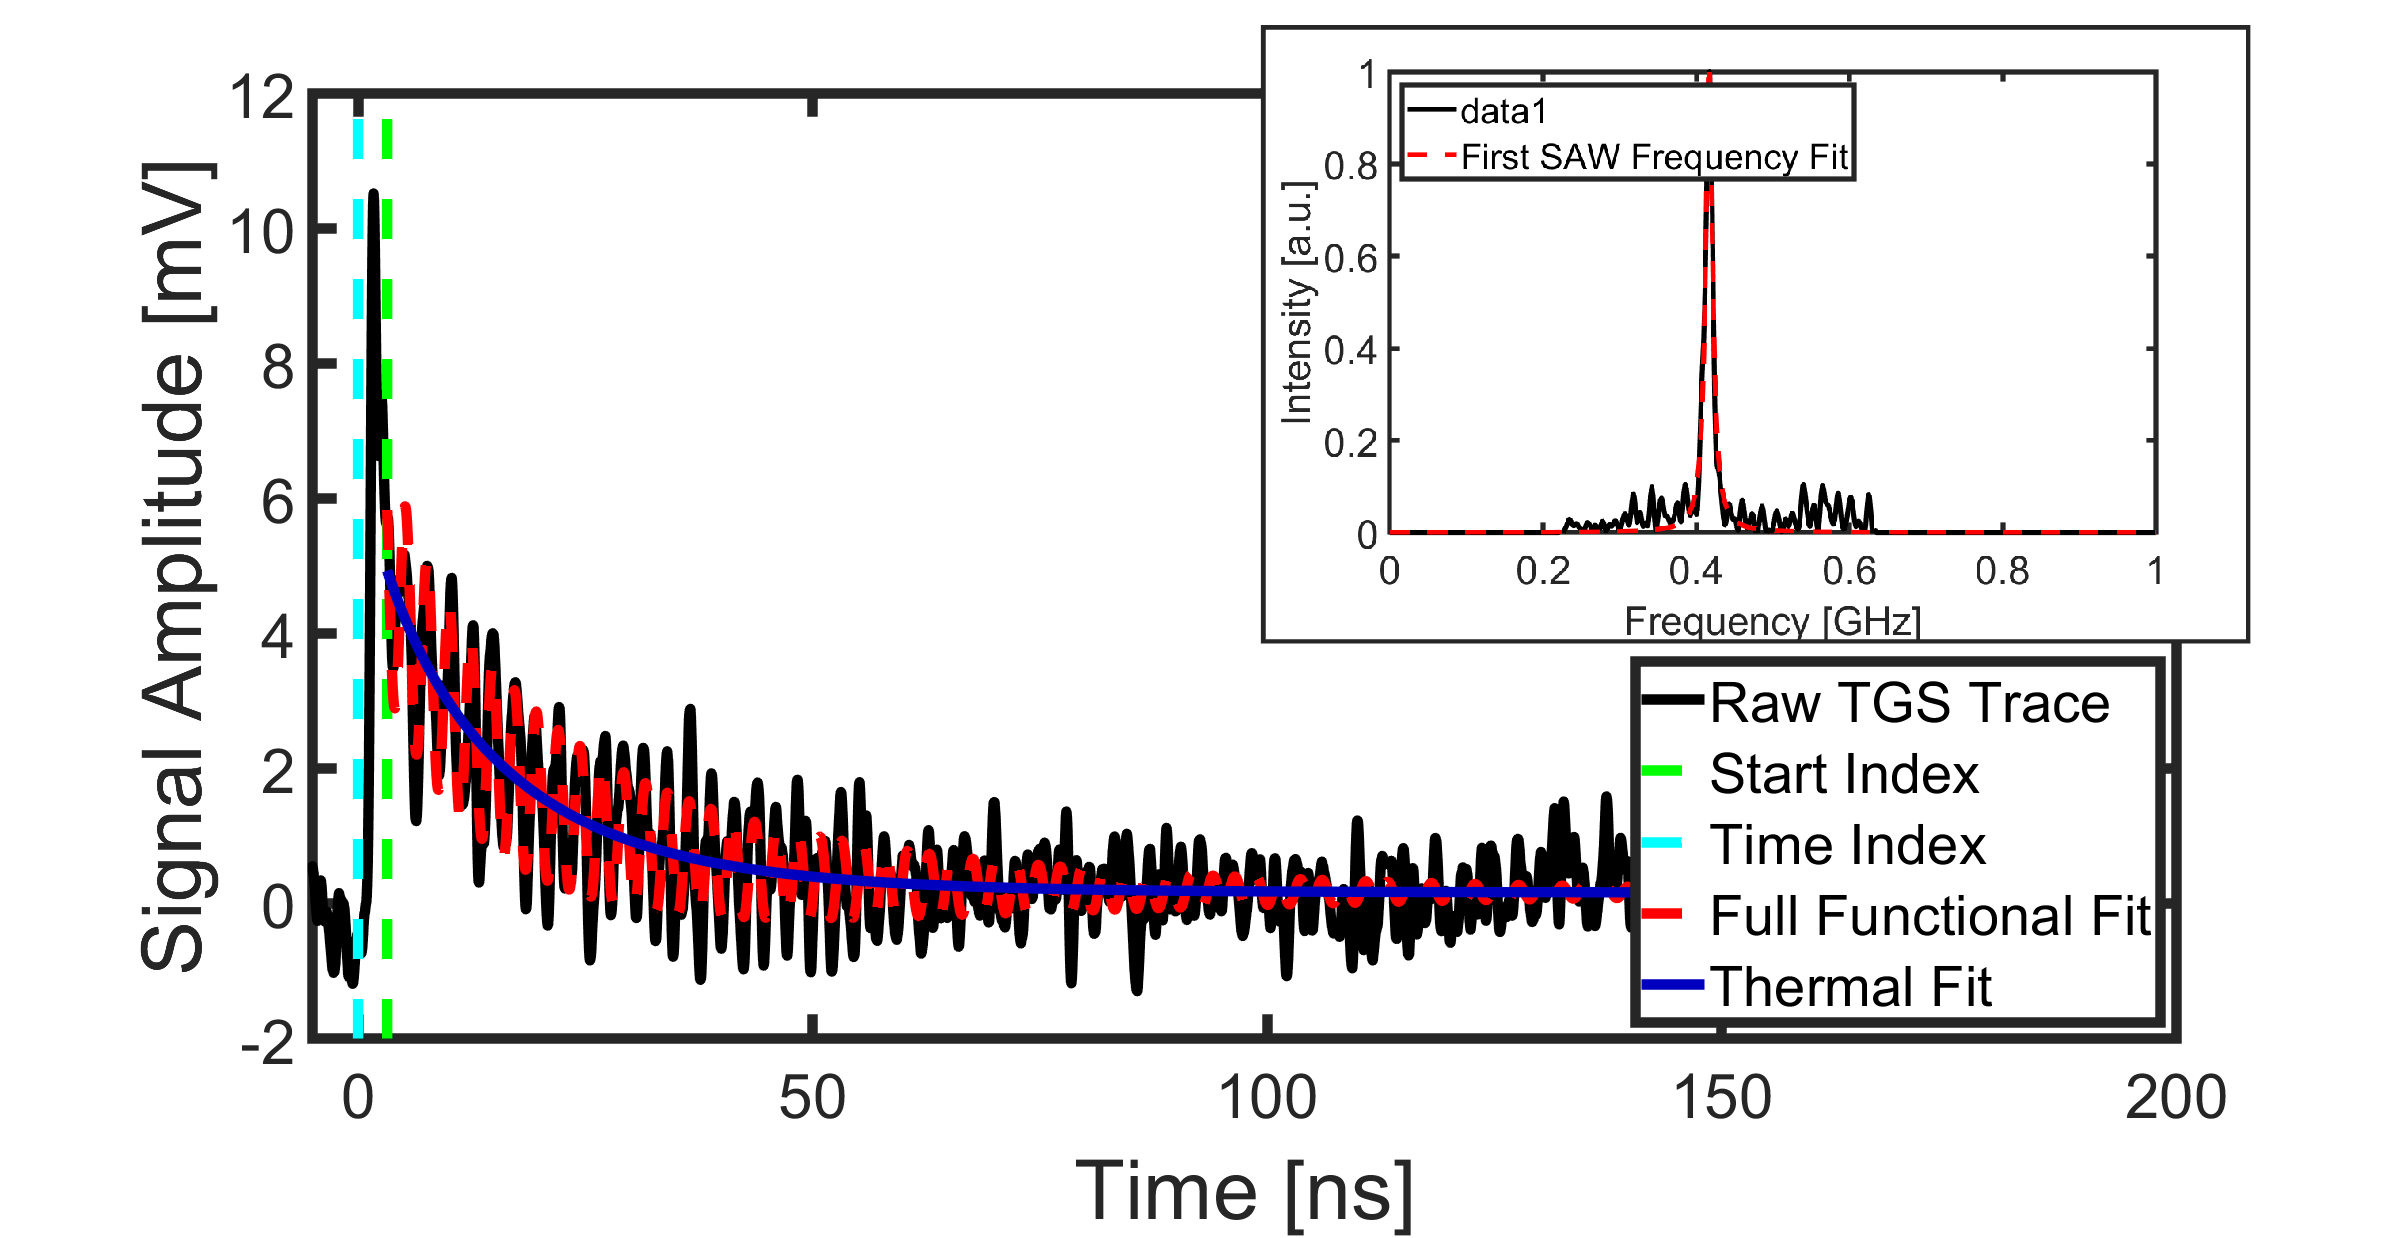 12
10
8
6
4
2
0
-2
Signal Amplitude [mV]
0
50
100
150
200
Time [ns]
1
0.8
0.6
0.4
0.2
0
Intensity [a.u.]
data1
First SAW Frequency Fit
0
0.2
0.4
0.6
0.8
1
Frequency [GHz]
Raw TGS Trace
Start Index
Time Index
Full Functional Fit
Thermal Fit